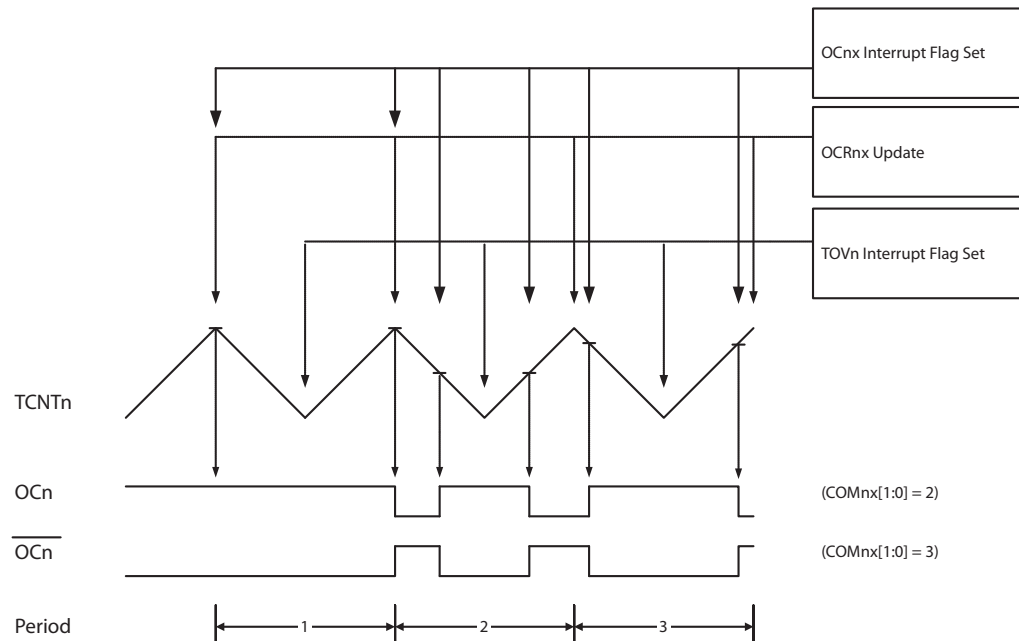 OCnx Interrupt Flag Set
OCRnx Update
TOVn Interrupt Flag Set
TCNTn
OCn
(COMnx[1:0] = 2)
OCn
(COMnx[1:0] = 3)
Period
1
2
3